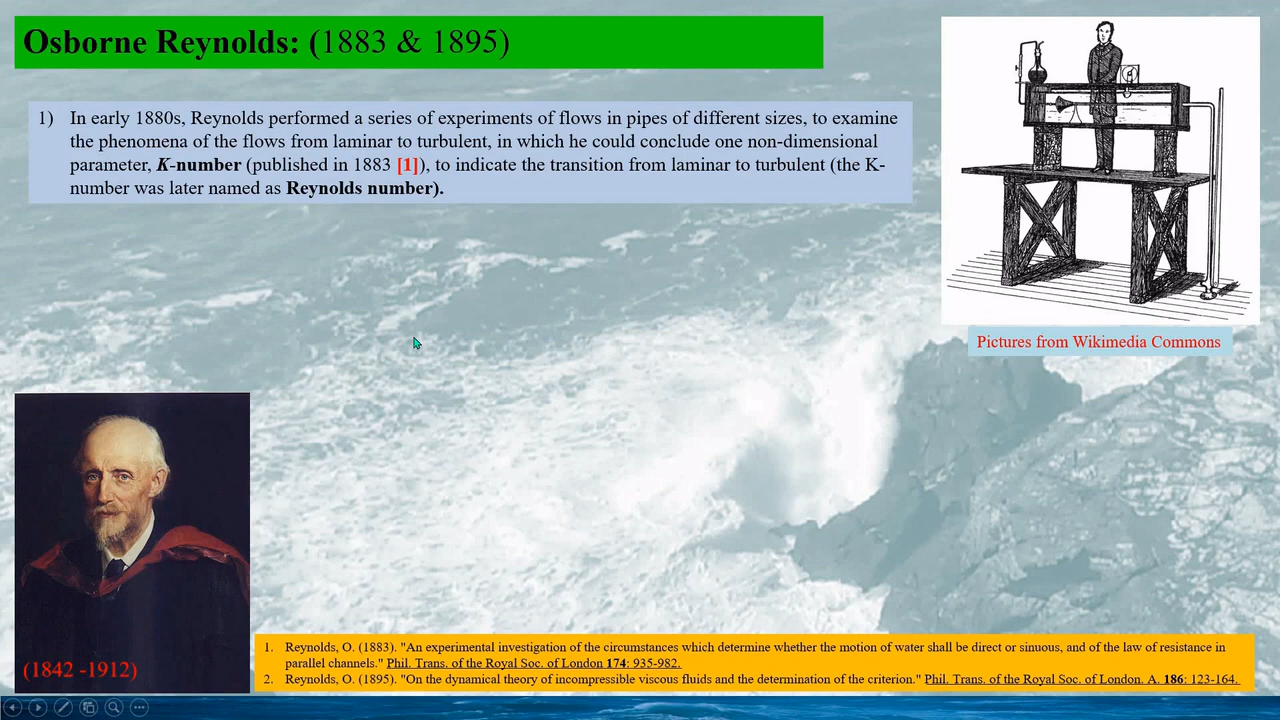 Osborne Reynolds: (1883 & 1895)
1) In early 1880s, Reynolds performed a series of experiments of flows in pipes of different sizes, to examine
the phenomena of the flows from laminar to turbulent, in which he could conclude one non-dimensional
parameter, K-number (published in 1883 [1]), to indicate the transition from laminar to turbulent (the K-
number was later named as Reynolds number).
Pictures from Wikimedia Commons
(1842 -1912)
1. Reynolds, O. (1883). "An experimental investigation of the circumstances which determine whether the motion of water shall be direct or sinuous, and of the law of resistance in
parallel channels." Phil. Trans. of the Royal Soc. of London 174: 935-982.
2. Reynolds, O. (1895). "On the dynamical theory of incompressible viscous fluids and the determination of the criterion." Phil. Trans. of the Royal Soc. of London. A. 186: 123-164.